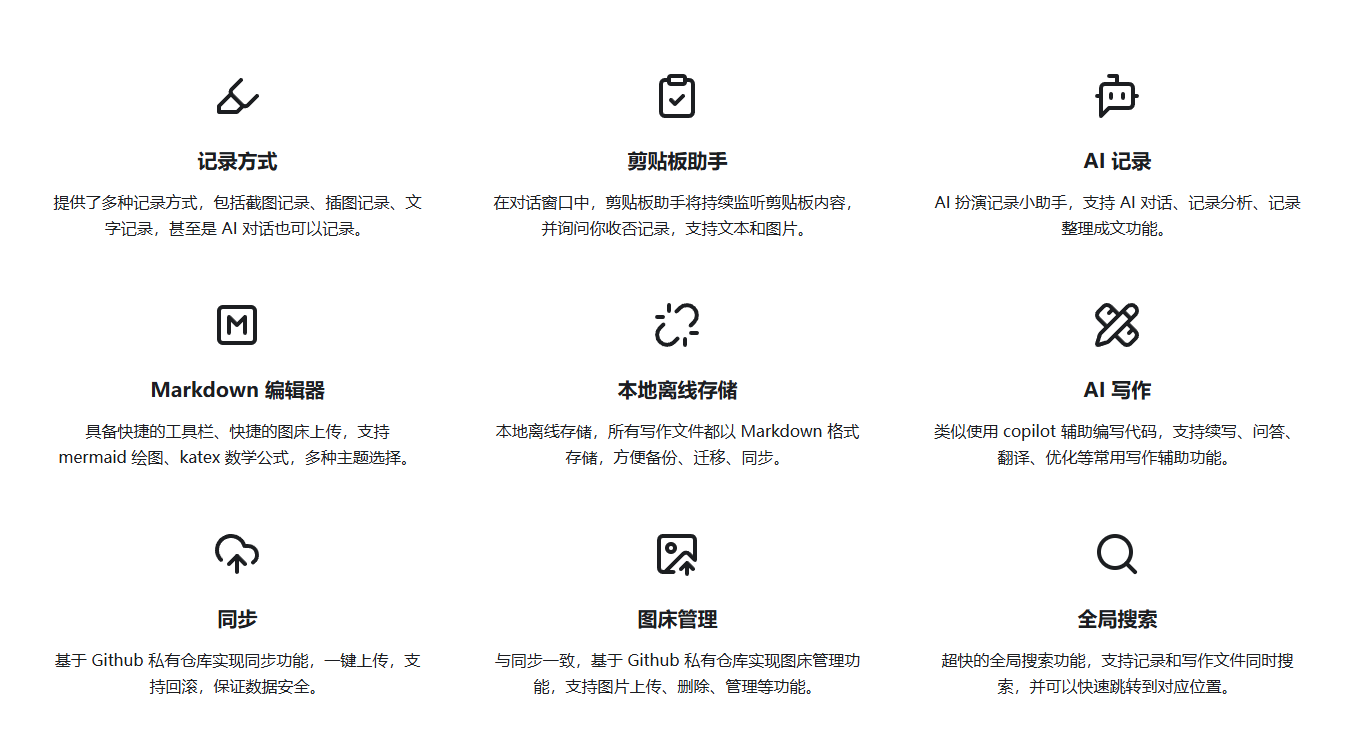 记录方式
提供了多种记录方式，包括截图记录、插图记录、文
字记录，甚至是 AI 对话也可以记录。
剪贴板助手
在对话窗口中，剪贴板助手将持续监听剪贴板内容，
并询问你收否记录，支持文本和图片。
AI 记录
AI 扮演记录小助手，支持 AI 对话、记录分析、记录
整理成文功能。
Markdown 编辑器
具备快捷的工具栏、快捷的图床上传，支持
mermaid 绘图、katex 数学公式，多种主题选择。
本地离线存储
本地离线存储，所有写作文件都以 Markdown 格式
存储，方便备份、迁移、同步。
AI 写作
类似使用 copilot 辅助编写代码，支持续写、问答、
翻译、优化等常用写作辅助功能。
同步
基于 Github 私有仓库实现同步功能，一键上传，支
持回滚，保证数据安全。
图床管理
与同步一致，基于 Github 私有仓库实现图床管理功
能，支持图片上传、删除、管理等功能。
全局搜索
超快的全局搜索功能，支持记录和写作文件同时搜
索，并可以快速跳转到对应位置。